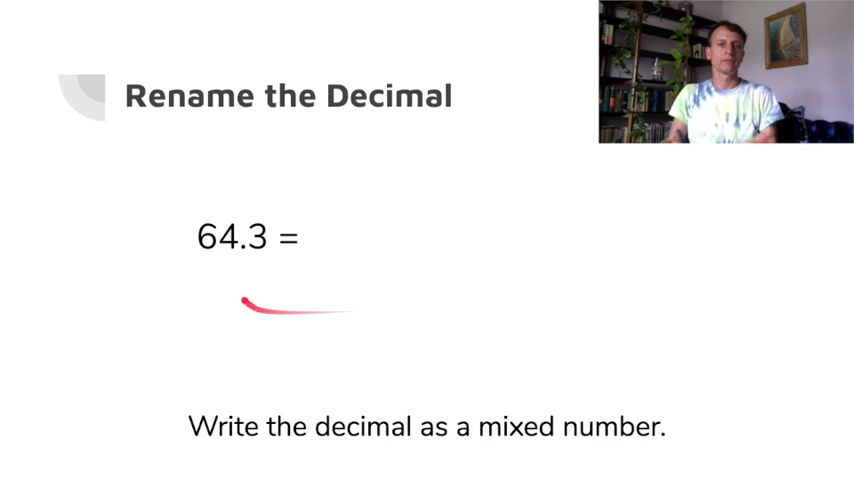 Rename the Decimal
64.3 =
Write the decimal as a mixed number.